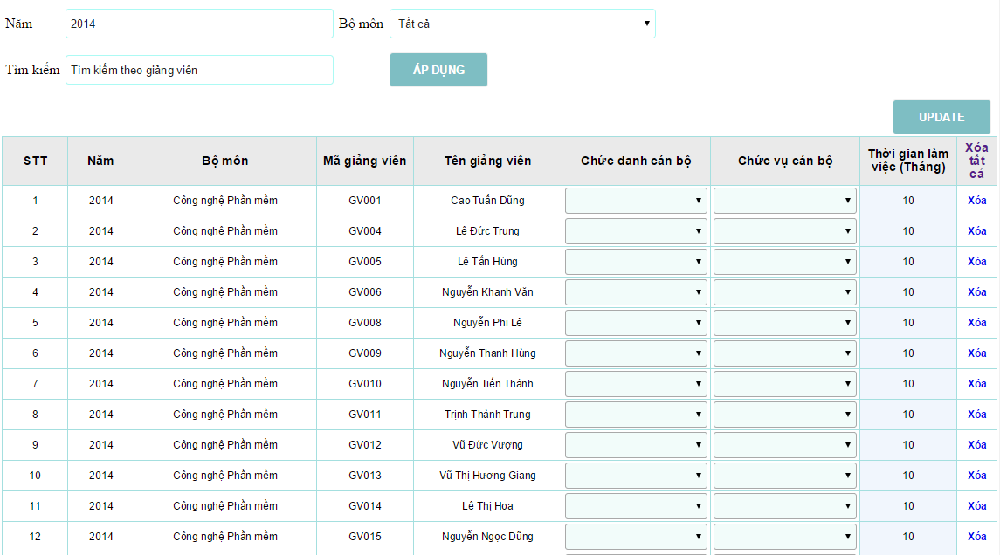 Năm 2014 Bộ môn Tất cả
Tìm kiếm Tìm kiếm theo giảng viên ÁP DỤNG
UPDATE
STT Năm Bộ môn Mã giảng viên Tên giảng viên Chức danh cán bộ Chức vụ cán bộ Thời gian làm việc (Tháng) Xóa tất cả
1 2014 Công nghệ Phần mềm GV001 Cao Tuấn Dũng 10 Xóa
2 2014 Công nghệ Phần mềm GV004 Lê Đức Trung 10 Xóa
3 2014 Công nghệ Phần mềm GV005 Lê Tấn Hùng 10 Xóa
4 2014 Công nghệ Phần mềm GV006 Nguyễn Khanh Văn 10 Xóa
5 2014 Công nghệ Phần mềm GV008 Nguyễn Phi Lê 10 Xóa
6 2014 Công nghệ Phần mềm GV009 Nguyễn Thanh Hùng 10 Xóa
7 2014 Công nghệ Phần mềm GV010 Nguyễn Tiến Thành 10 Xóa
8 2014 Công nghệ Phần mềm GV011 Trịnh Thành Trung 10 Xóa
9 2014 Công nghệ Phần mềm GV012 Vũ Đức Vượng 10 Xóa
10 2014 Công nghệ Phần mềm GV013 Vũ Thị Hương Giang 10 Xóa
11 2014 Công nghệ Phần mềm GV014 Lê Thị Hoa 10 Xóa
12 2014 Công nghệ Phần mềm GV015 Nguyễn Ngọc Dũng 10 Xóa